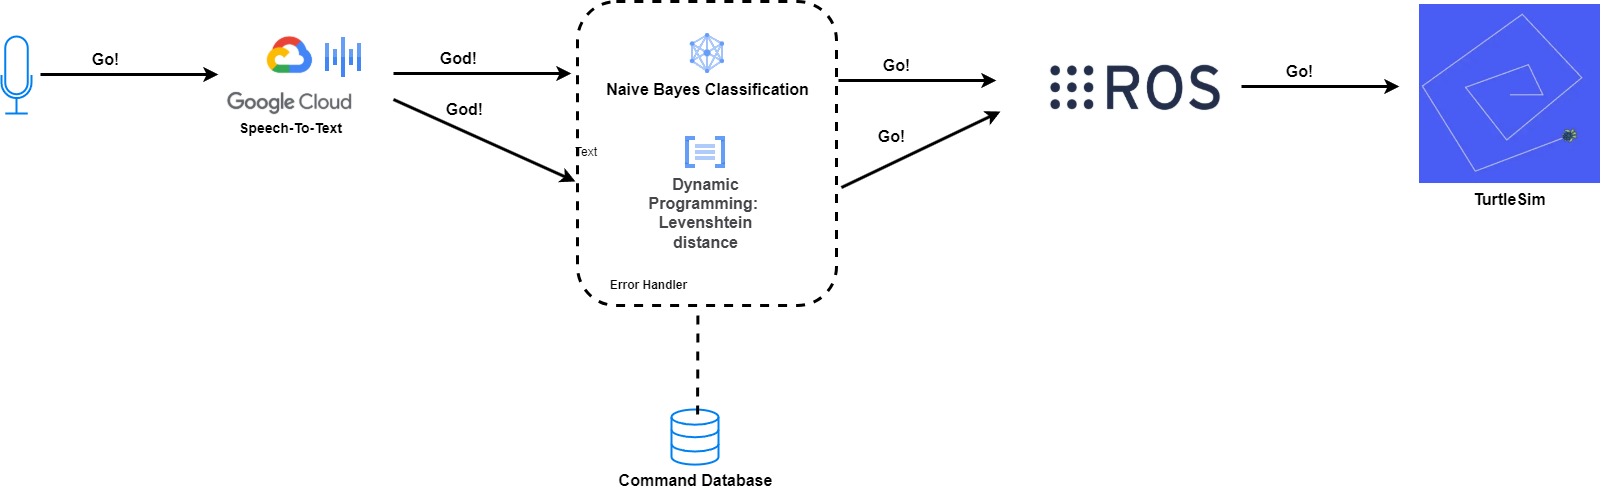 Go!
Google Cloud
Speech-To-Text
God!
God!
Naive Bayes Classification
Text
Dynamic
Programming:
Levenshtein
distance
Error Handler
Command Database
Go!
Go!
ROS
Go!
TurtleSim